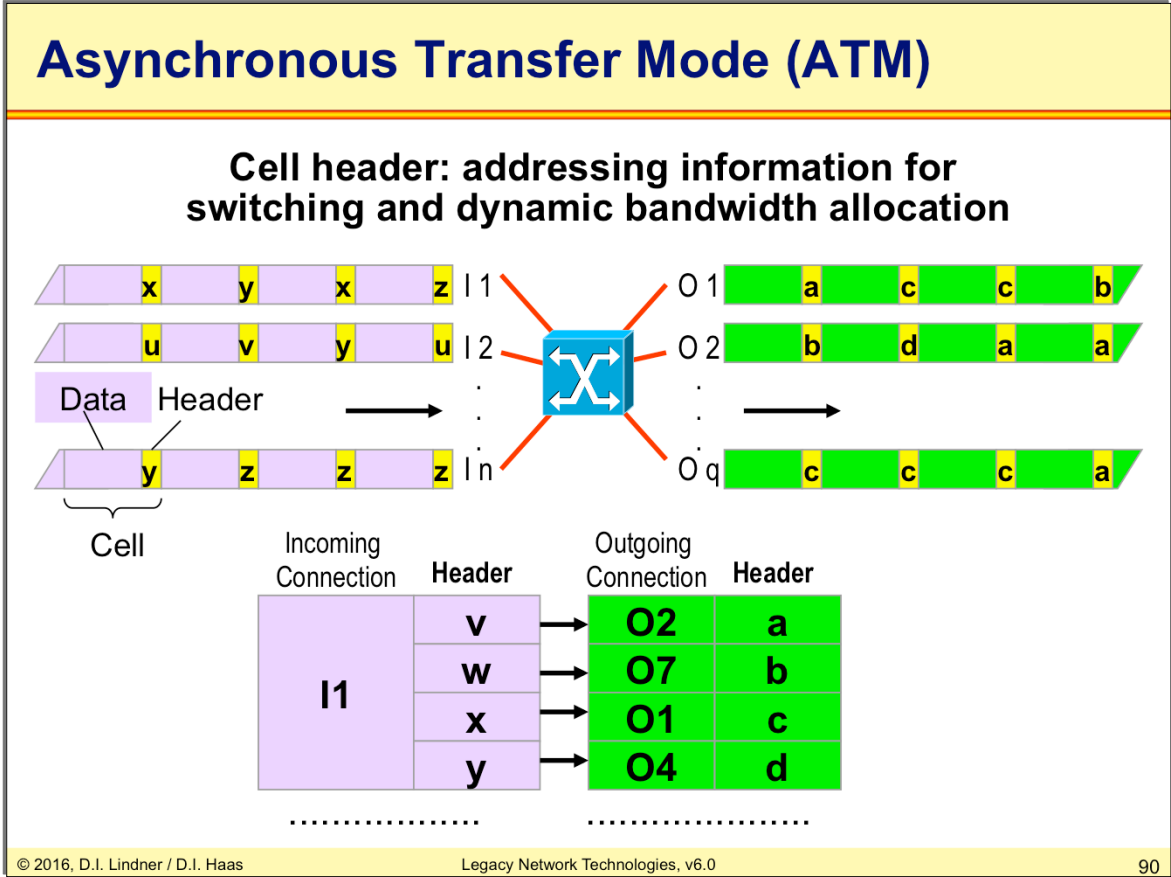 Asynchronous Transfer Mode (ATM)
Cell header: addressing information for
switching and dynamic bandwidth allocation
x y x z I 1 O 1 a c c b
u v y u I 2 O 2 b d a a
Data Header
. .
. .
. .
y z z z I n O q c c c a
Cell
Incoming Connection Header Outgoing Connection Header
I1
v O2 a
w O7 b
x O1 c
y O4 d
.................. .....................
© 2016, D.I. Lindner / D.I. Haas Legacy Network Technologies, v6.0 90